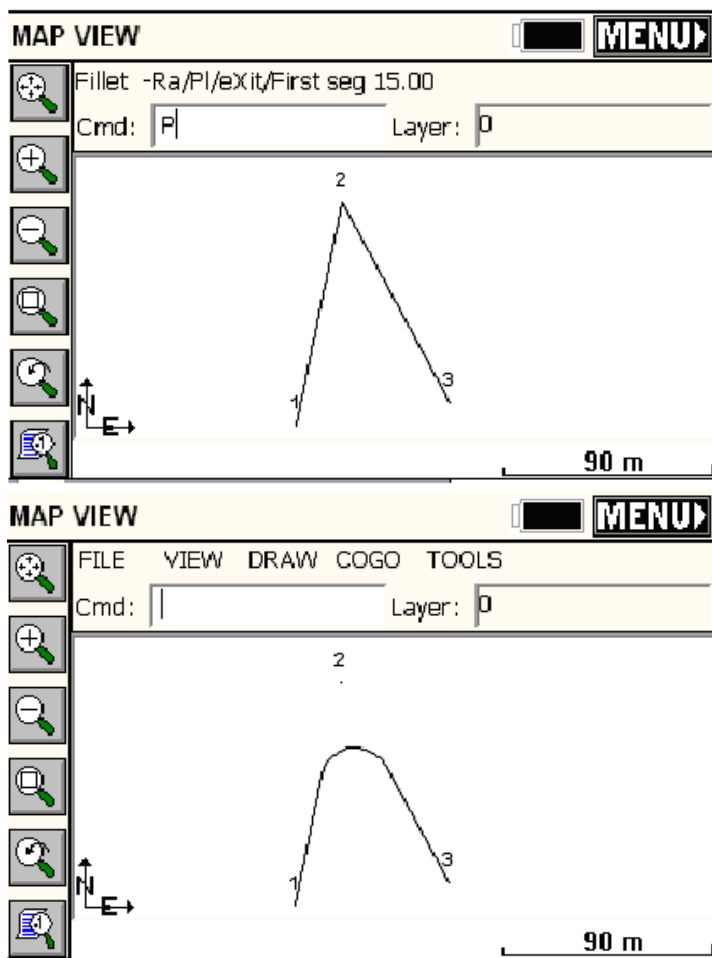 MAP VIEW MENU
Fillet -Ra/Pl/eXit/First seg 15.00
Cmd: P Layer: 0
2
1 3
N
E
90 m
MAP VIEW MENU
FILE VIEW DRAW COGO TOOLS
Cmd: Layer: 0
2
3
1
N
E
90 m